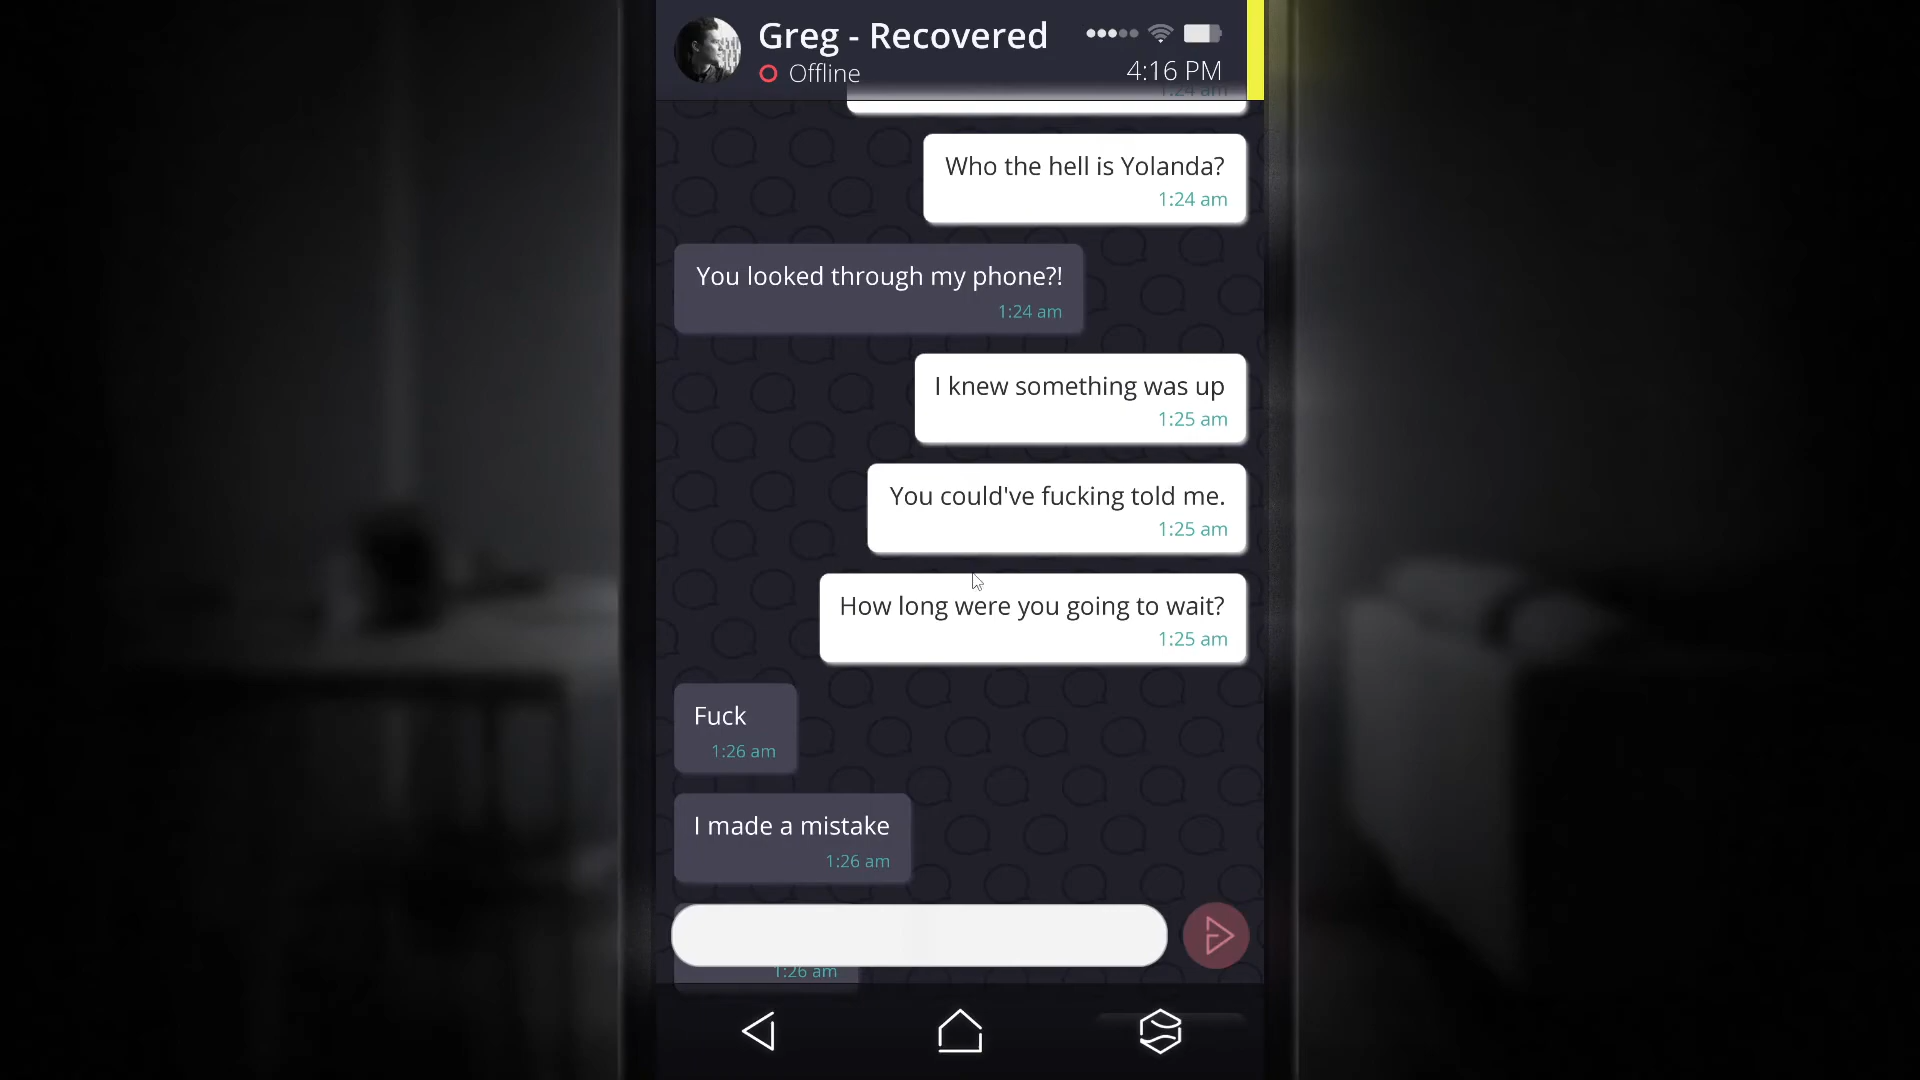 Greg - Recovered
Offline
4:16 PM
1:24 am
Who the hell is Yolanda?
1:24 am
You looked through my phone?!
1:24 am
I knew something was up
1:25 am
You could've fucking told me.
1:25 am
How long were you going to wait?
1:25 am
Fuck
1:26 am
I made a mistake
1:26 am
1:26 am